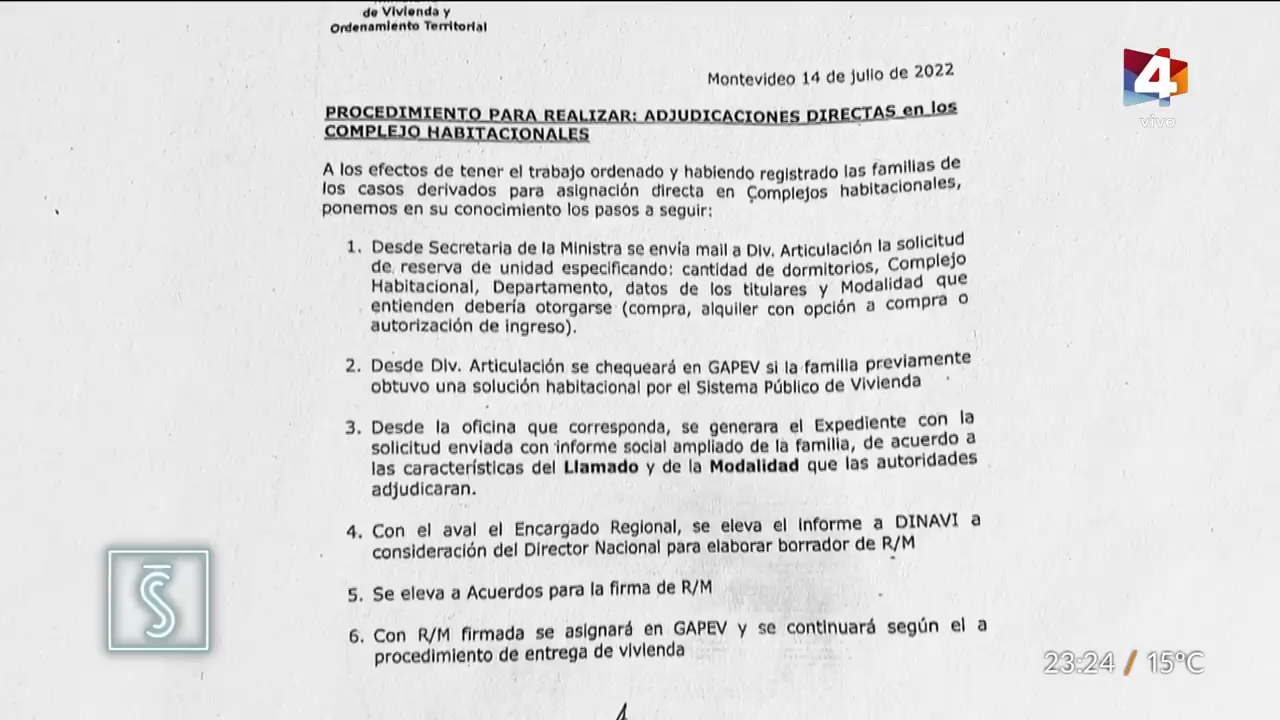 de Vivienda y
Ordenamiento Territorial
Montevideo 14 de julio de 2022
4
vivo
PROCEDIMIENTO PARA REALIZAR: ADJUDICACIONES DIRECTAS en los
COMPLEJO HABITACIONALES
A los efectos de tener el trabajo ordenado y habiendo registrado las familias de
los casos derivados para asignación directa en Complejos habitacionales,
ponemos en su conocimiento los pasos a seguir:
1. Desde Secretaria de la Ministra se envía mail a Div. Articulación la solicitud
de reserva de unidad especificando: cantidad de dormitorios, Complejo
Habitacional, Departamento, datos de los titulares y Modalidad que
entienden debería otorgarse (compra, alquiler con opción a compra o
autorización de ingreso).
2. Desde Div. Articulación se chequeará en GAPEV si la familia previamente
obtuvo una solución habitacional por el Sistema Público de Vivienda
3. Desde la oficina que corresponda, se generara el Expediente con la
solicitud enviada con informe social ampliado de la familia, de acuerdo a
las características del Llamado y de la Modalidad que las autoridades
adjudicaran.
4. Con el aval el Encargado Regional, se eleva el informe a DINAVI a
consideración del Director Nacional para elaborar borrador de R/M
5. Se eleva a Acuerdos para la firma de R/M
6. Con R/M firmada se asignará en GAPEV y se continuará según el a
procedimiento de entrega de vivienda
S
23:24 / 15°C